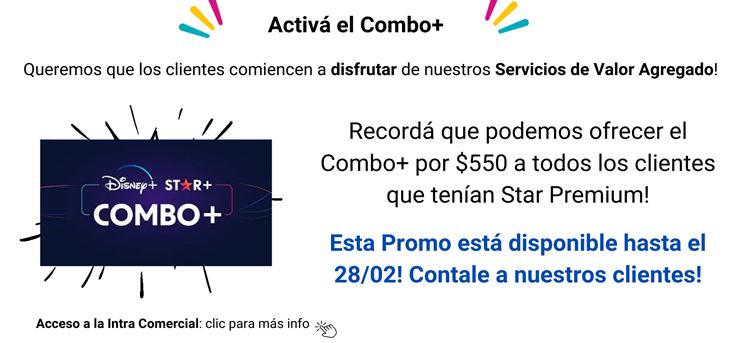 Activá el Combo+
Queremos que los clientes comiencen a disfrutar de nuestros Servicios de Valor Agregado!
Recordá que podemos ofrecer el
Combo+ por $550 a todos los clientes
que tenían Star Premium!
Disney+ STAR+
COMBO+
Esta Promo está disponible hasta el
28/02! Contale a nuestros clientes!
Acceso a la Intra Comercial: clic para más info